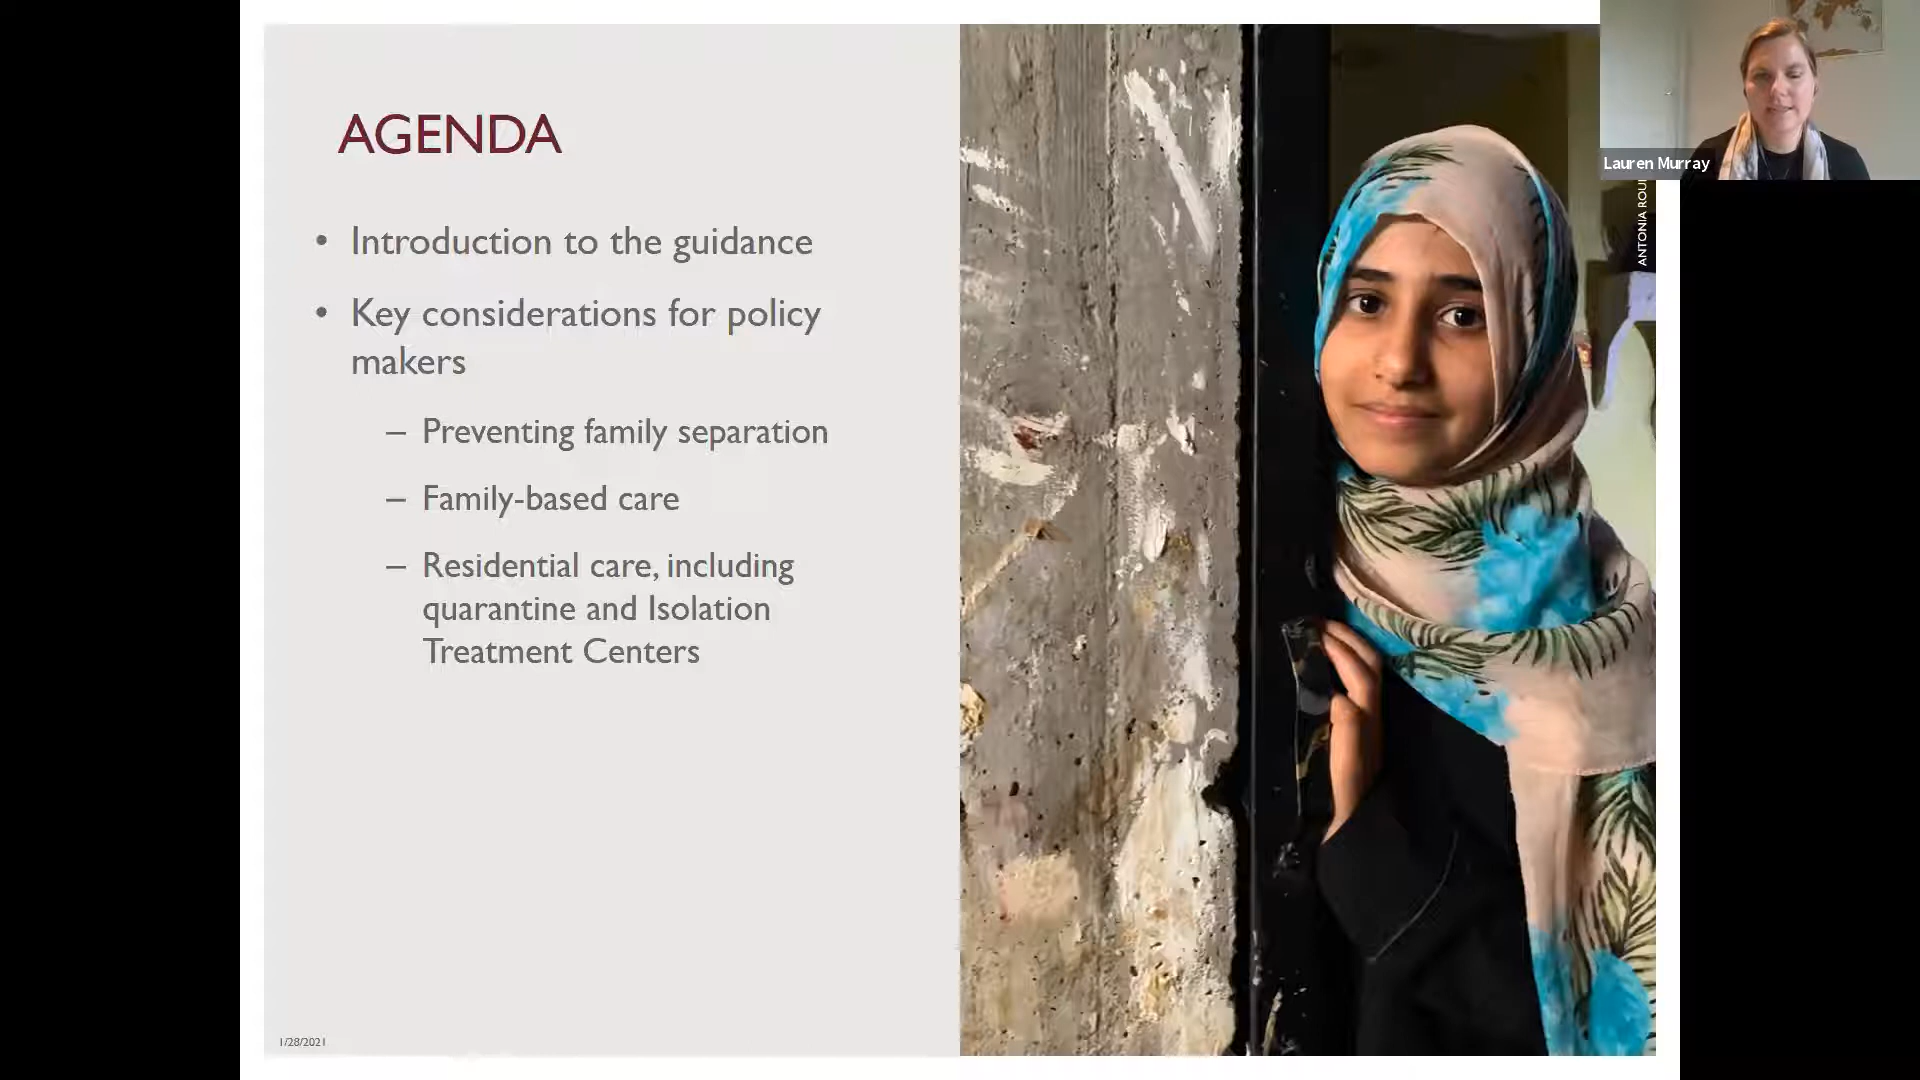 AGENDA
• Introduction to the guidance
• Key considerations for policy
makers
– Preventing family separation
– Family-based care
– Residential care, including
quarantine and Isolation
Treatment Centers
1/28/2021
Lauren Murray
ANTONIA